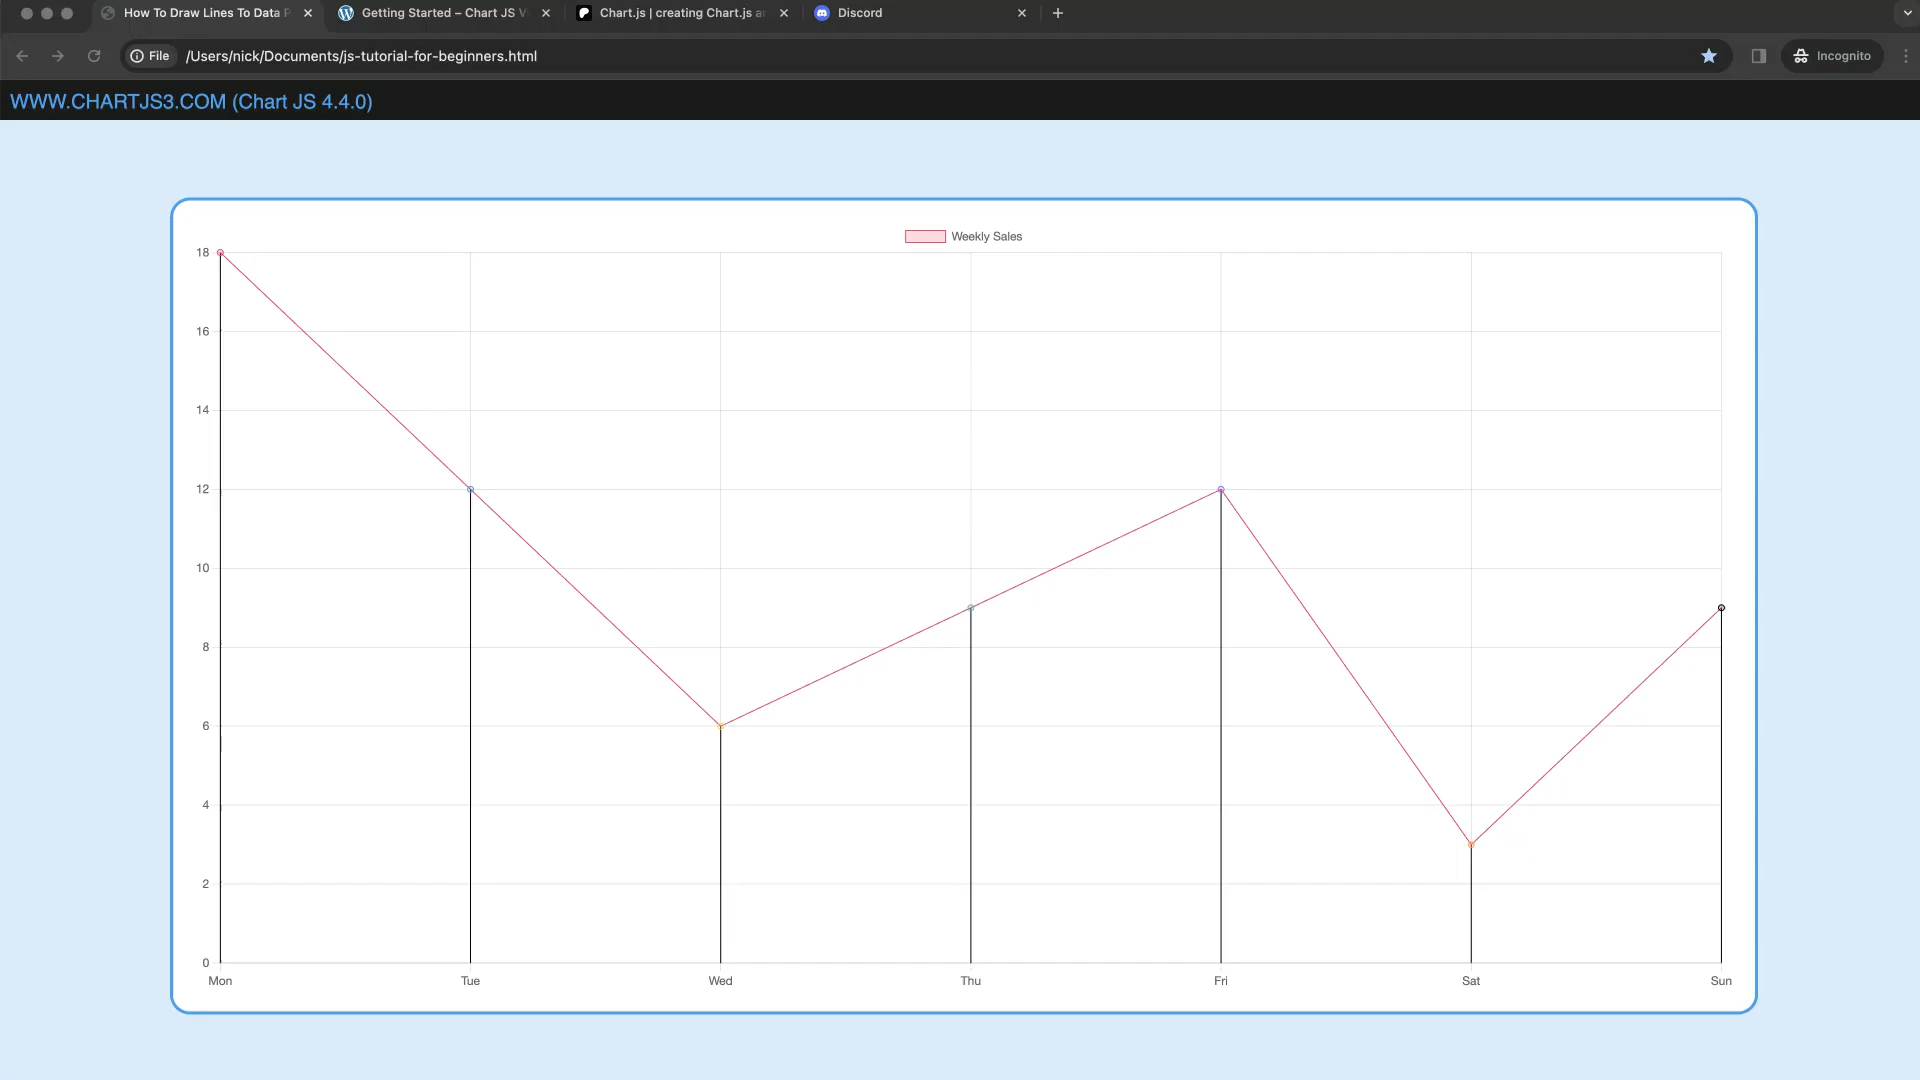 How To Draw Lines To Data
Getting Started – Chart JS V
Chart.js | creating Chart.js
Discord
File
/Users/nick/Documents/js-tutorial-for-beginners.html
Incognito
WWW.CHARTJS3.COM (Chart JS 4.4.0)
Weekly Sales
18
16
14
12
10
8
6
4
2
0
Mon Tue Wed Thu Fri Sat Sun